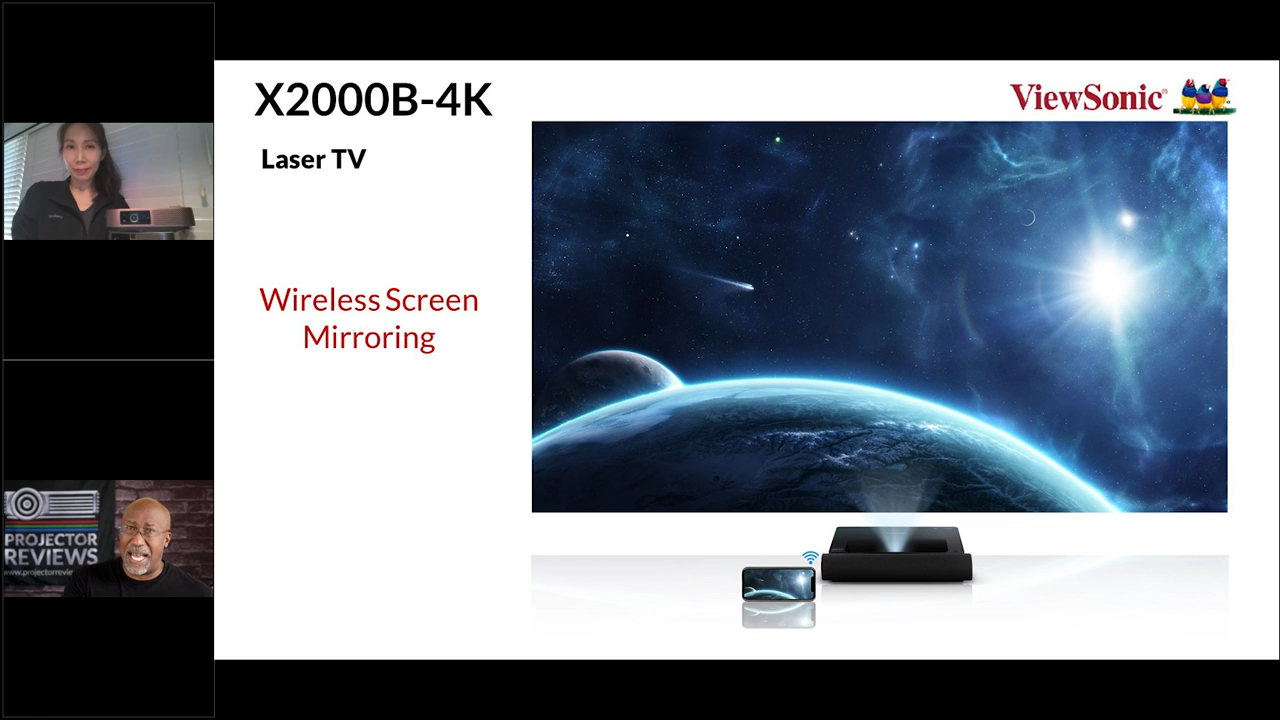 X2000B-4K
ViewSonic
Laser TV
Wireless Screen
Mirroring
PROJECTOR
REVIEWS